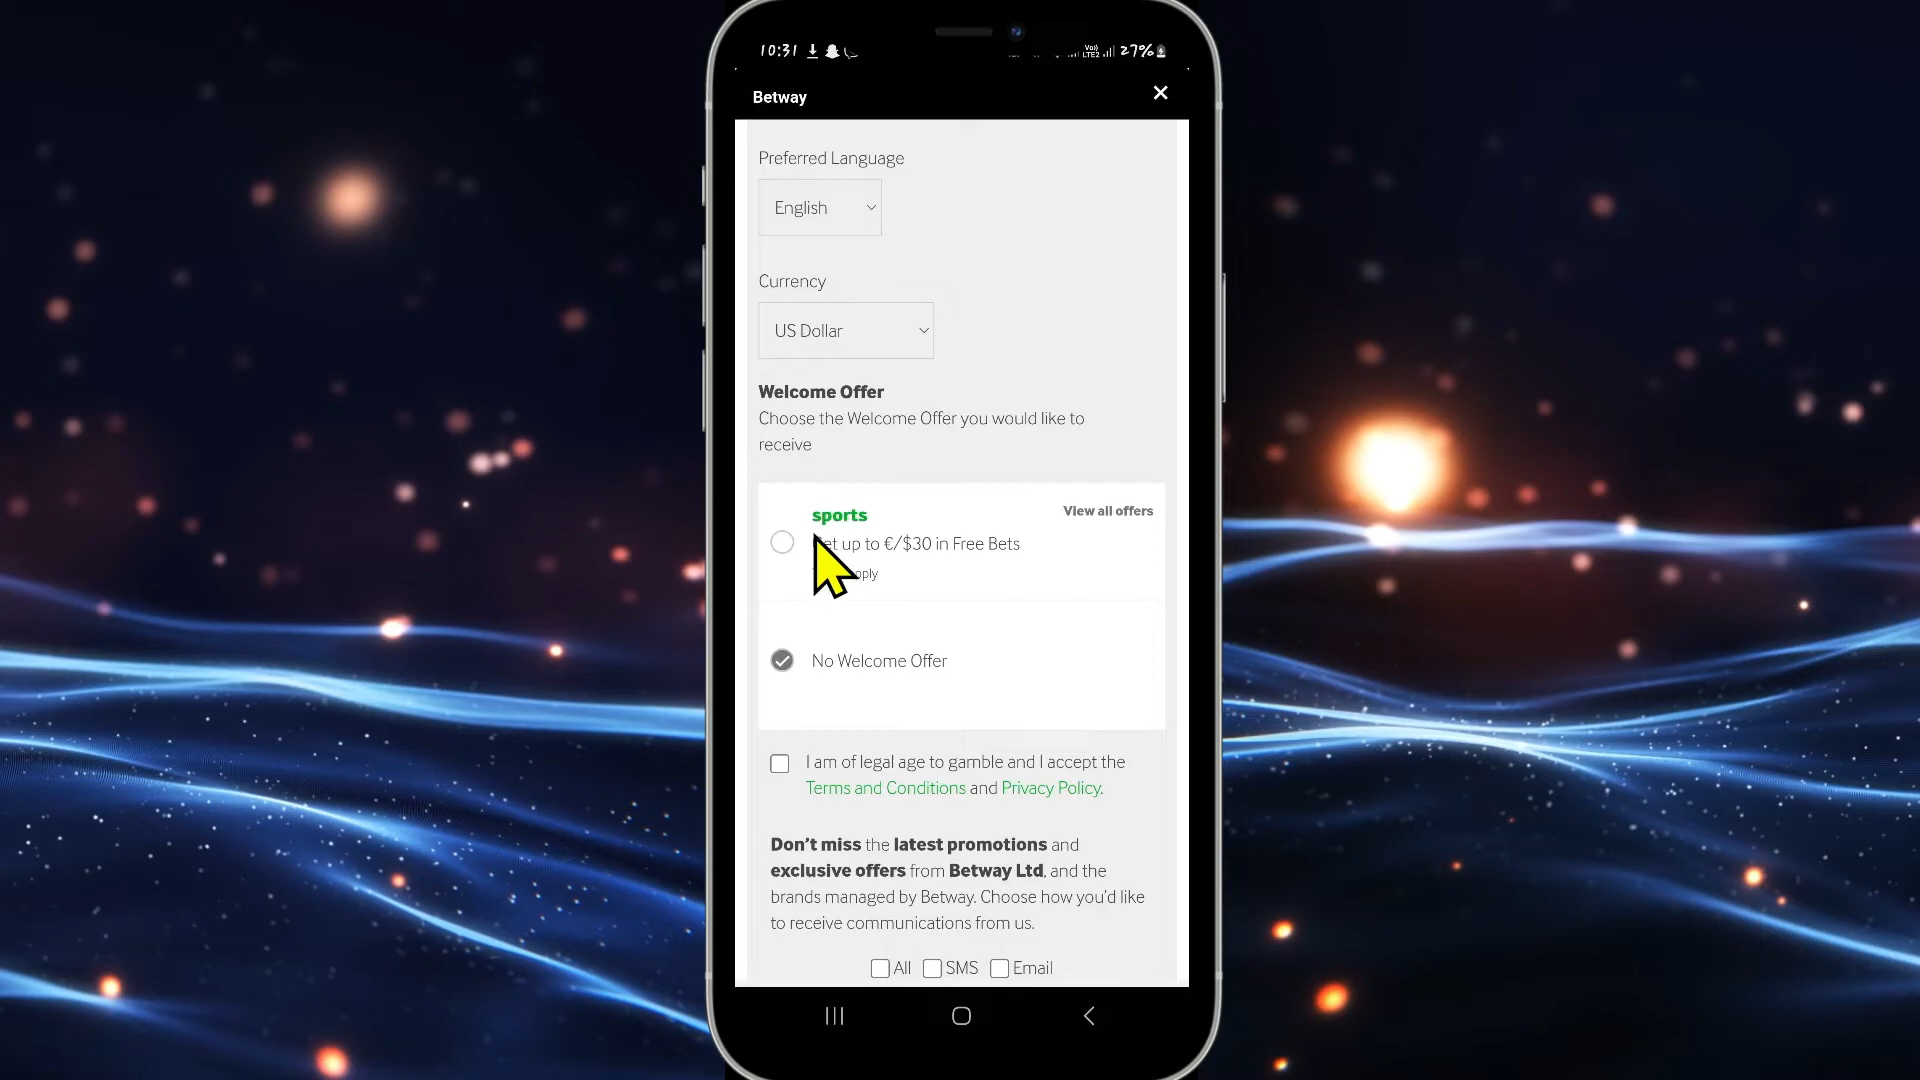 10:31
LTE2 27%
Betway
Preferred Language
English
Currency
US Dollar
Welcome Offer
Choose the Welcome Offer you would like to
receive
sports
View all offers
up to €/$30 in Free Bets
No Welcome Offer
I am of legal age to gamble and I accept the
Terms and Conditions and Privacy Policy.
Don't miss the latest promotions and
exclusive offers from Betway Ltd, and the
brands managed by Betway. Choose how you'd like
to receive communications from us.
All SMS Email